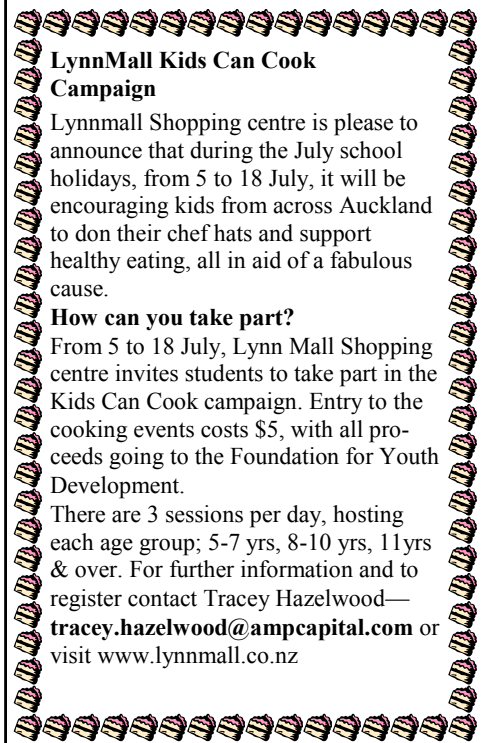 LynnMall Kids Can Cook
Campaign
Lynnmall Shopping centre is please to
announce that during the July school
holidays, from 5 to 18 July, it will be
encouraging kids from across Auckland
to don their chef hats and support
healthy eating, all in aid of a fabulous
cause.
How can you take part?
From 5 to 18 July, Lynn Mall Shopping
centre invites students to take part in the
Kids Can Cook campaign. Entry to the
cooking events costs $5, with all pro-
ceeds going to the Foundation for Youth
Development.
There are 3 sessions per day, hosting
each age group; 5-7 yrs, 8-10 yrs, 11yrs
& over. For further information and to
register contact Tracey Hazelwood—
tracey.hazelwood@ampcapital.com or
visit www.lynnmall.co.nz